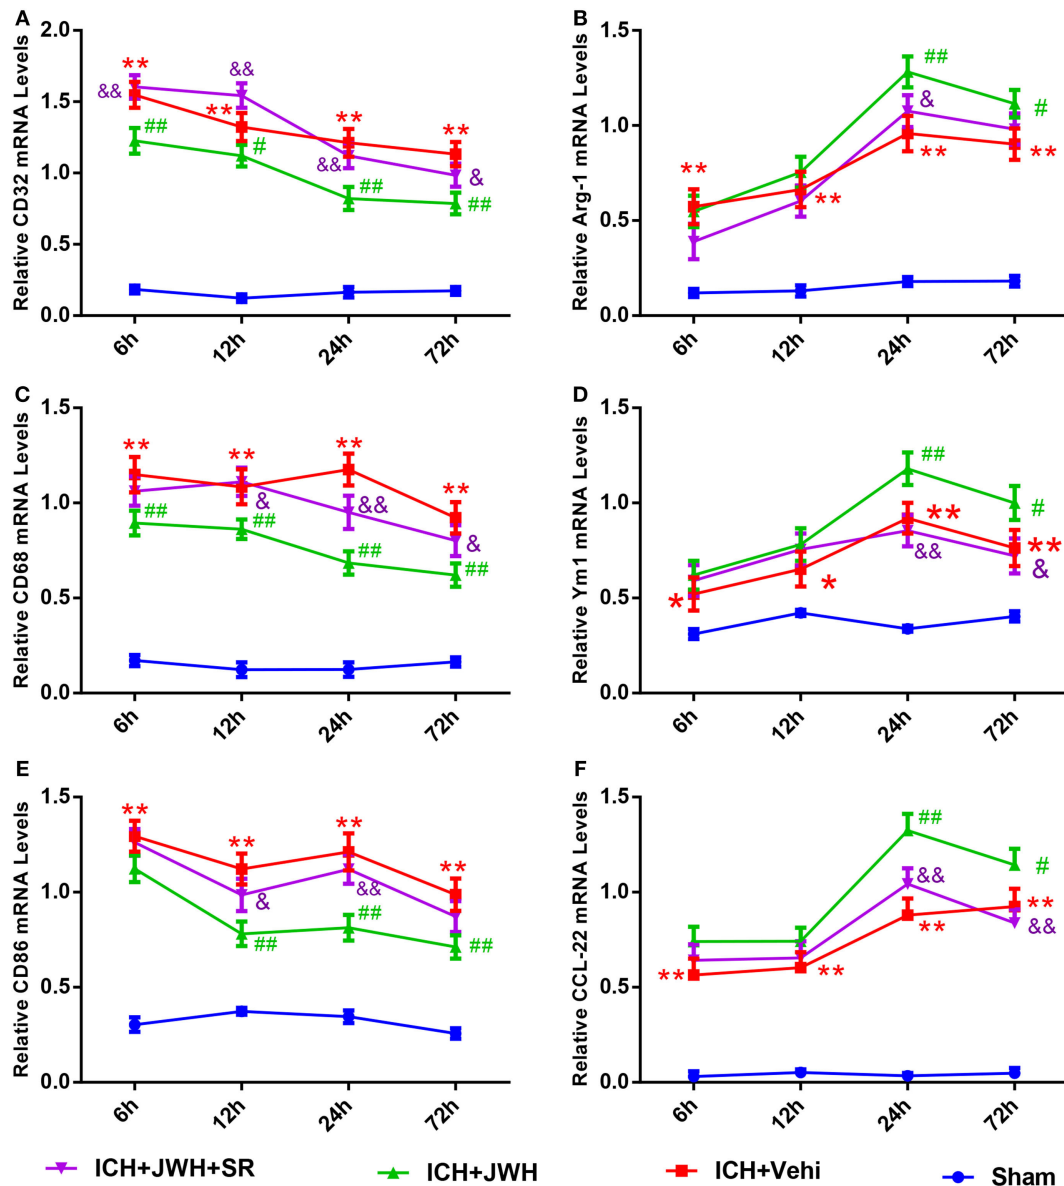 A
Relative CD32 mRNA Levels
2.0
1.5
1.0
0.5
0.0
**
&&
##
&&
**
#
**
&&
##
**
&
##
6h
12h
24h
72h
B
Relative Arg-1 mRNA Levels
1.5
1.0
0.5
0.0
**
**
##
&
**
#
**
6h
12h
24h
72h
C
Relative CD68 mRNA Levels
1.5
1.0
0.5
0.0
**
##
**
&
##
**
&&
##
**
&
##
6h
12h
24h
72h
D
Relative Ym1 mRNA Levels
1.5
1.0
0.5
0.0
*
*
##
**
&&
#
**
&
6h
12h
24h
72h
E
Relative CD86 mRNA Levels
1.5
1.0
0.5
0.0
**
**
&
##
**
&&
##
**
##
6h
12h
24h
72h
F
Relative CCL-22 mRNA Levels
1.5
1.0
0.5
0.0
**
**
##
&&
**
#
**
&&
6h
12h
24h
72h
ICH+JWH+SR
ICH+JWH
ICH+Vehi
Sham